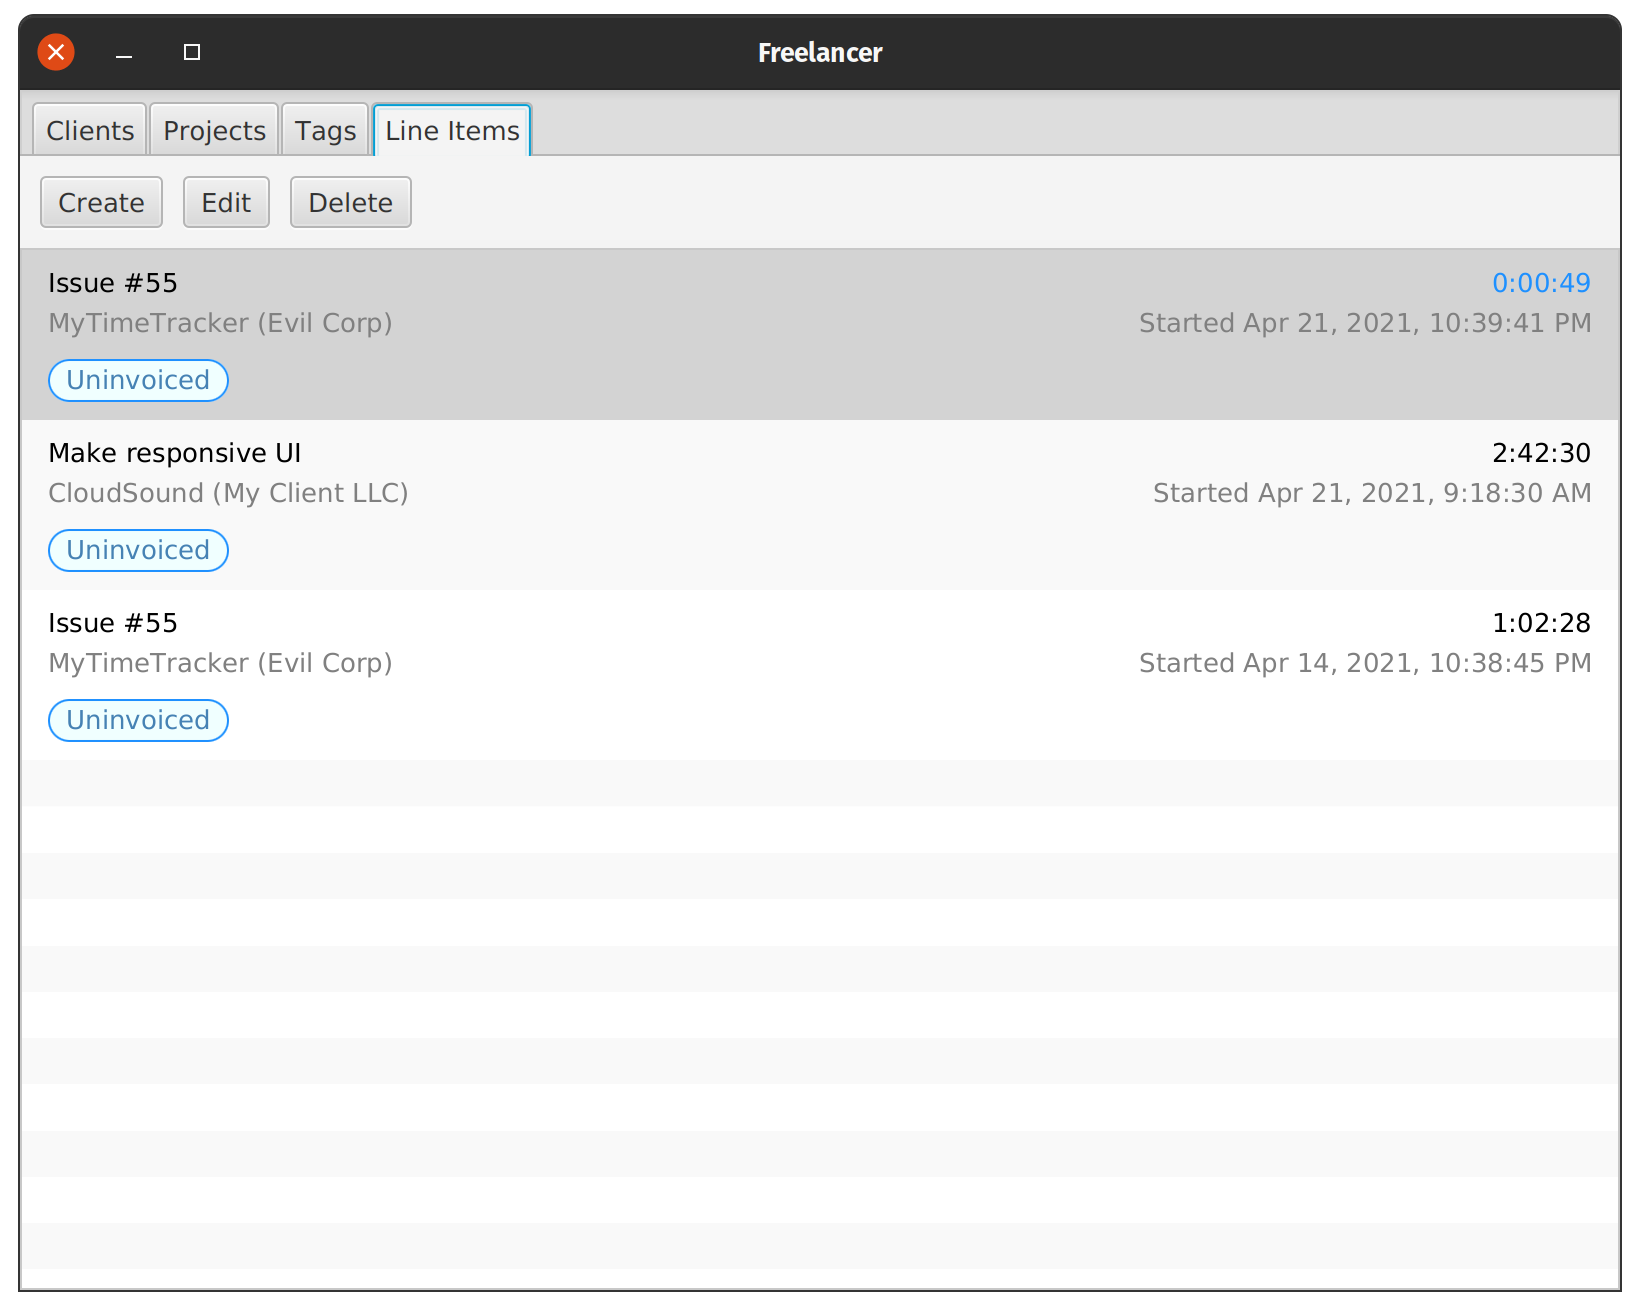 Freelancer
Clients Projects Tags Line Items
Create Edit Delete
Issue #55 0:00:49
MyTimeTracker (Evil Corp) Started Apr 21, 2021, 10:39:41 PM
Uninvoiced
Make responsive UI 2:42:30
CloudSound (My Client LLC) Started Apr 21, 2021, 9:18:30 AM
Uninvoiced
Issue #55 1:02:28
MyTimeTracker (Evil Corp) Started Apr 14, 2021, 10:38:45 PM
Uninvoiced